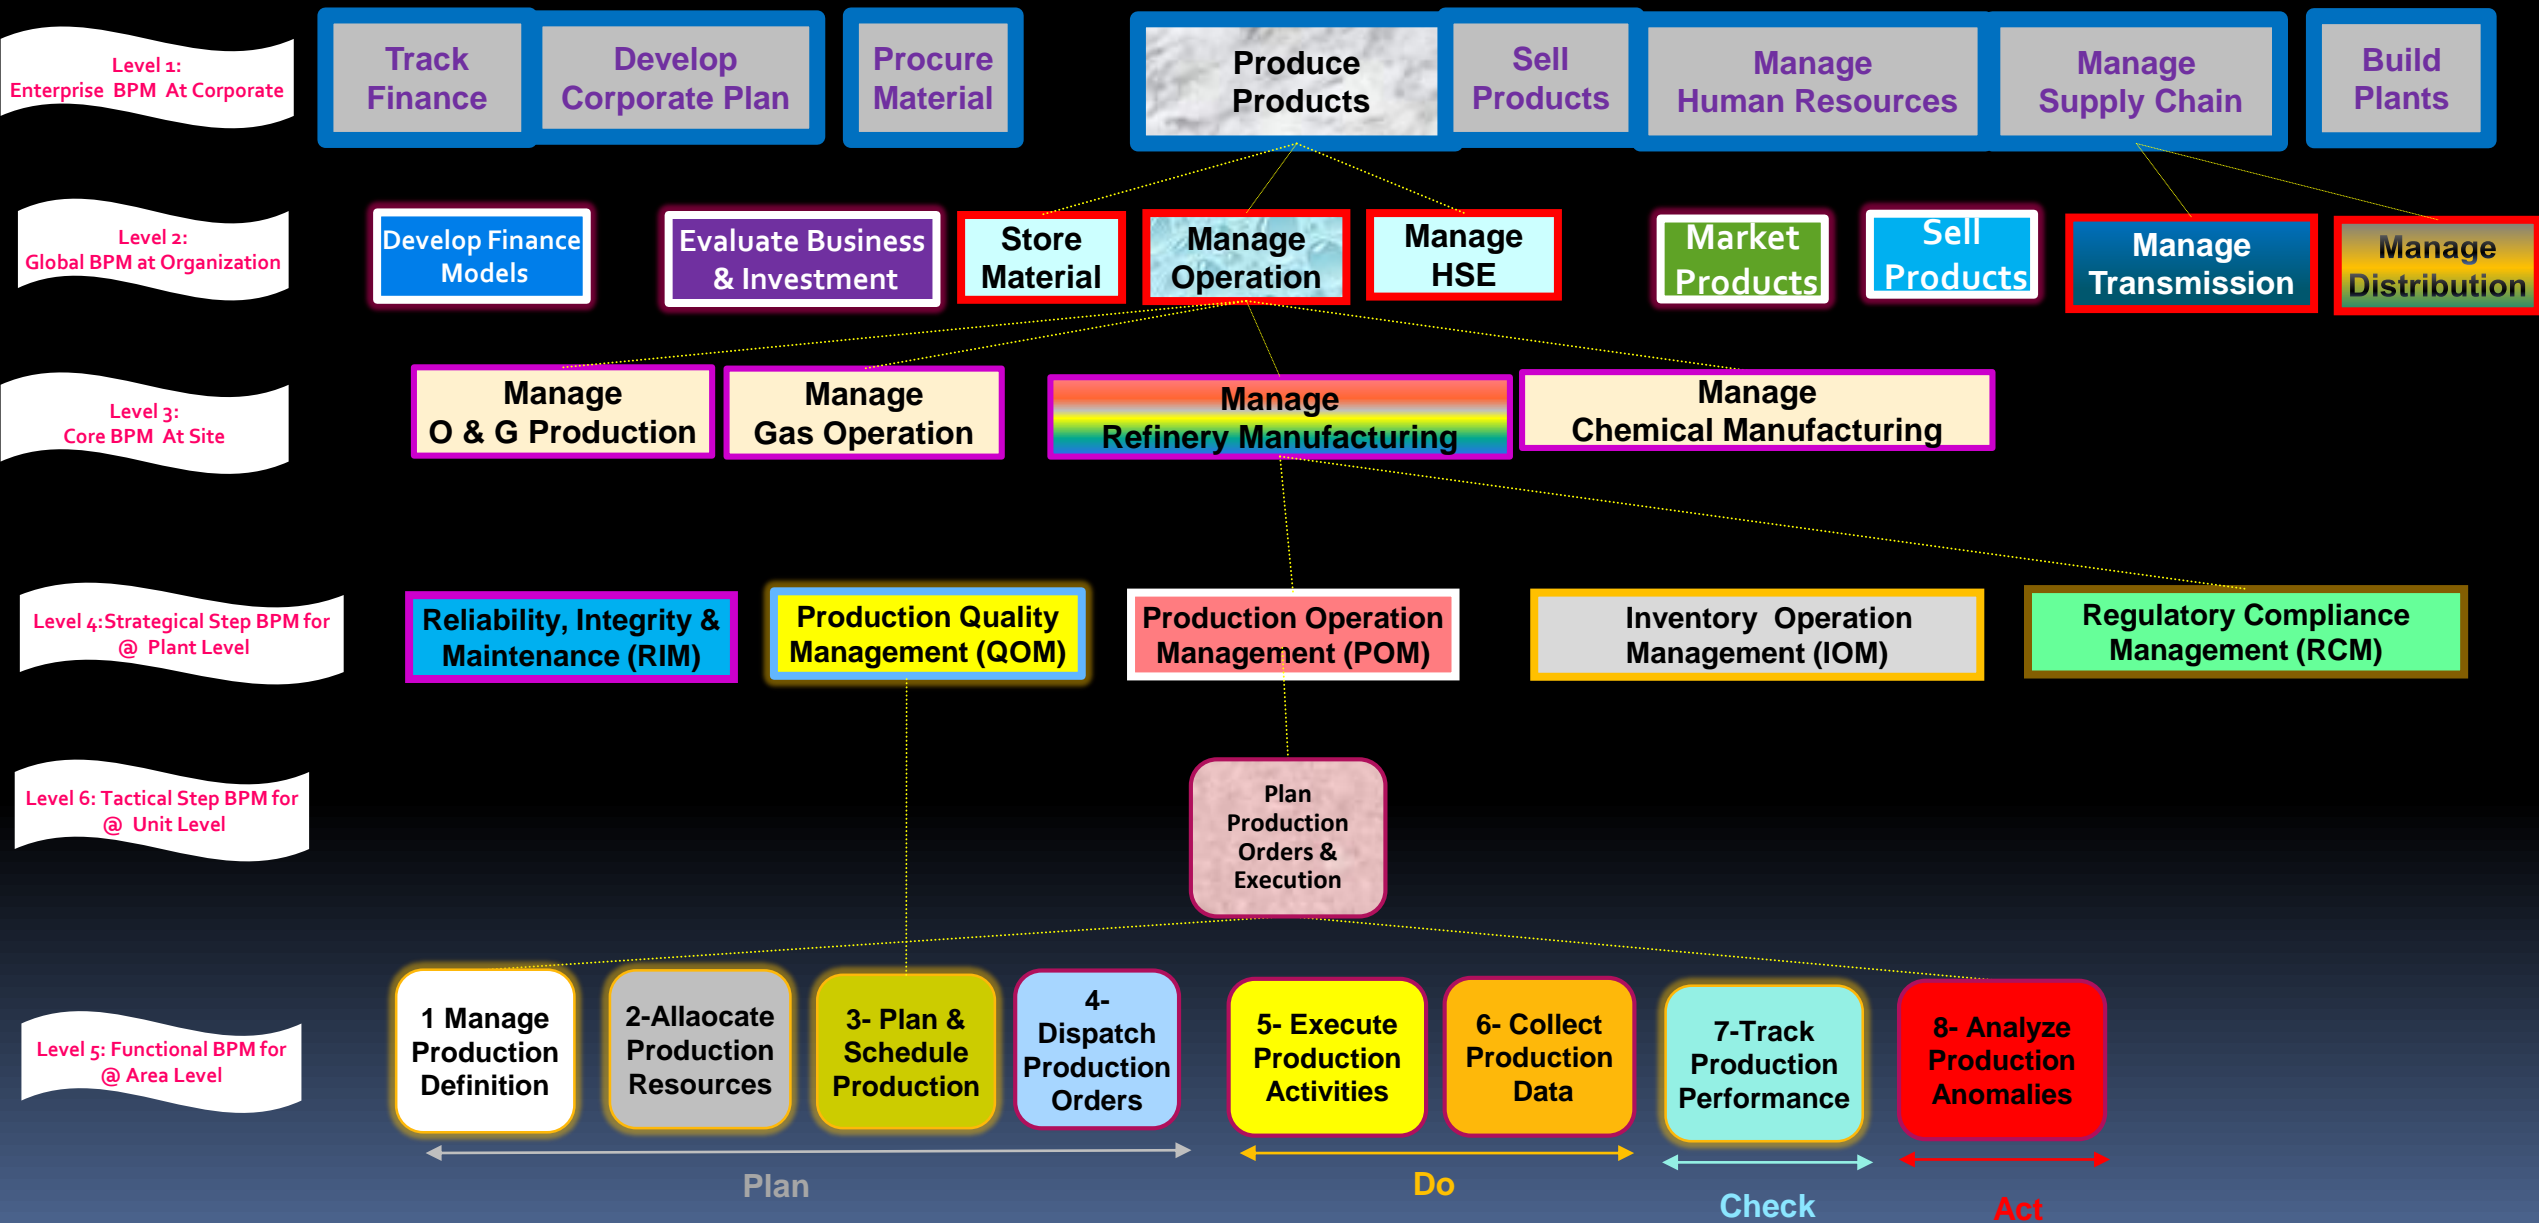 Level 1:
Enterprise BPM At Corporate
Track
Finance
Develop
Corporate Plan
Procure
Material
Produce
Products
Sell
Products
Manage
Human Resources
Manage
Supply Chain
Build
Plants
Level 2:
Global BPM at Organization
Develop Finance
Models
Evaluate Business
& Investment
Store
Material
Manage
Operation
Manage
HSE
Market
Products
Sell
Products
Manage
Transmission
Manage
Distribution
Level 3:
Core BPM At Site
Manage
O & G Production
Manage
Gas Operation
Manage
Refinery Manufacturing
Manage
Chemical Manufacturing
Level 4:Strategical Step BPM for
@ Plant Level
Reliability, Integrity &
Maintenance (RIM)
Production Quality
Management (QOM)
Production Operation
Management (POM)
Inventory Operation
Management (IOM)
Regulatory Compliance
Management (RCM)
Level 6: Tactical Step BPM for
@ Unit Level
Plan
Production
Orders &
Execution
Level 5: Functional BPM for
@ Area Level
1 Manage
Production
Definition
2-Allaocate
Production
Resources
3- Plan &
Schedule
Production
4-
Dispatch
Production
Orders
5- Execute
Production
Activities
6- Collect
Production
Data
7-Track
Production
Performance
8- Analyze
Production
Anomalies
Plan
Do
Check
Act